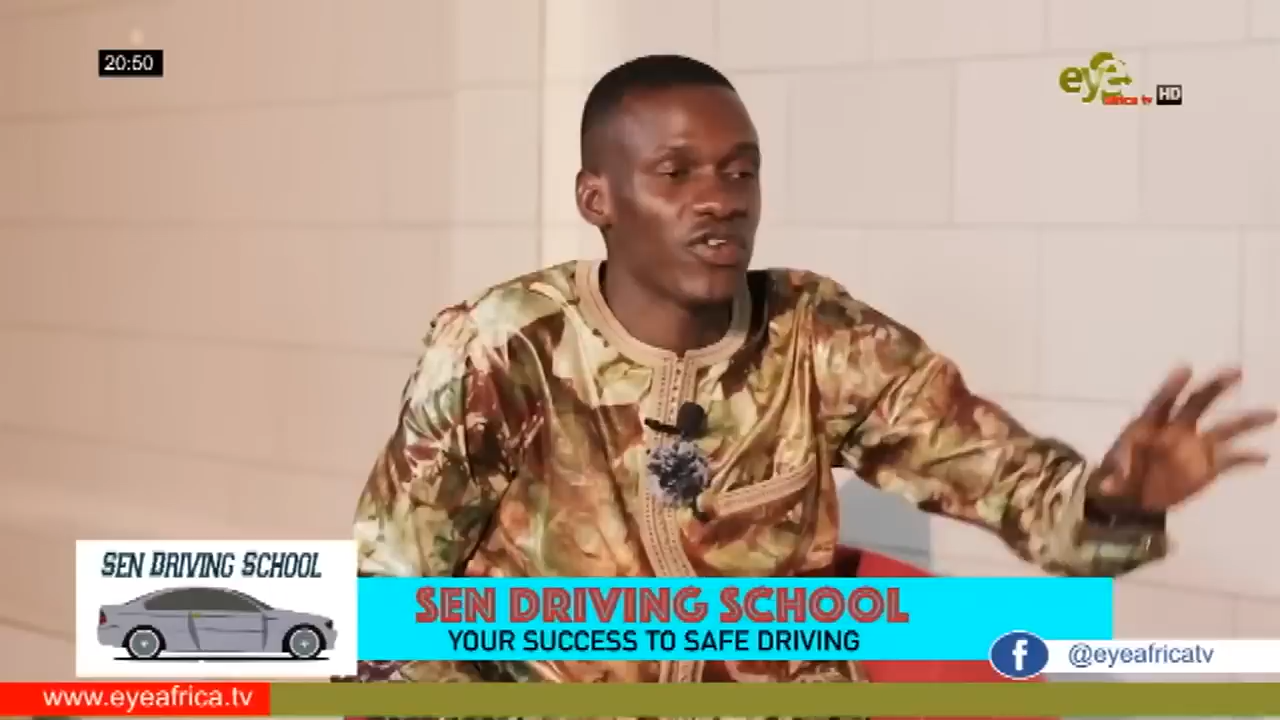 20:50
eye
africa tv HD
SEN DRIVING SCHOOL
SEN DRIVING SCHOOL
YOUR SUCCESS TO SAFE DRIVING
f @eyeafricatv
www.eyeafrica.tv